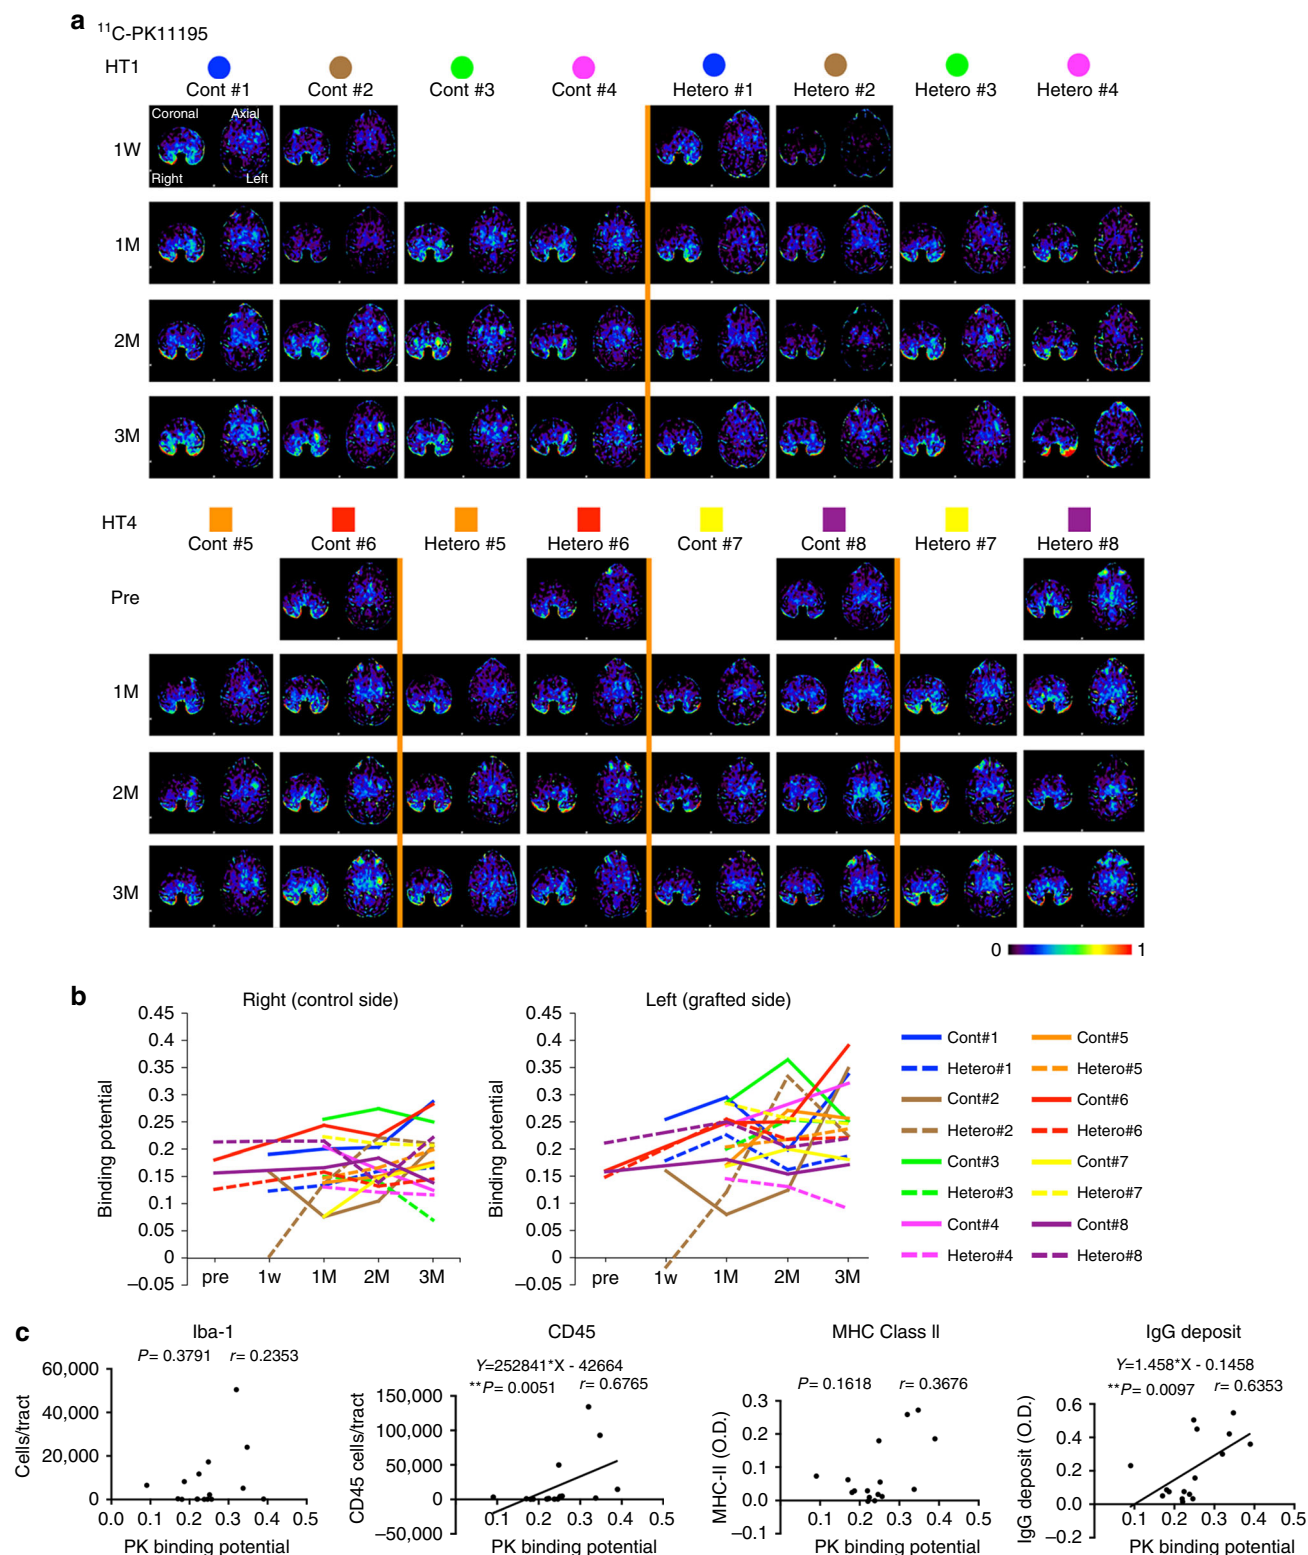 a
11C-PK11195
HT1
Cont #1 Cont #2 Cont #3 Cont #4 Hetero #1 Hetero #2 Hetero #3 Hetero #4
Coronal Axial
1W
Right Left
1M
2M
3M
HT4
Cont #5 Cont #6 Hetero #5 Hetero #6 Cont #7 Cont #8 Hetero #7 Hetero #8
Pre
1M
2M
3M
0 1
b
Right (control side)
Binding potential
0.45
0.4
0.35
0.3
0.25
0.2
0.15
0.1
0.05
0
–0.05
pre 1w 1M 2M 3M
Left (grafted side)
Binding potential
0.45
0.4
0.35
0.3
0.25
0.2
0.15
0.1
0.05
0
–0.05
pre 1w 1M 2M 3M
Cont#1 Cont#5
Hetero#1 Hetero#5
Cont#2 Cont#6
Hetero#2 Hetero#6
Cont#3 Cont#7
Hetero#3 Hetero#7
Cont#4 Cont#8
Hetero#4 Hetero#8
c
Iba-1
P= 0.3791 r= 0.2353
Cells/tract
60,000
40,000
20,000
0
0.0 0.1 0.2 0.3 0.4 0.5
PK binding potential
CD45
Y=252841*X - 42664
**P= 0.0051 r= 0.6765
CD45 cells/tract
150,000
100,000
50,000
0
–50,000
0.1 0.2 0.3 0.4 0.5
PK binding potential
MHC Class II
P= 0.1618 r= 0.3676
MHC-II (O.D.)
0.3
0.2
0.1
0.0
–0.1
0.1 0.2 0.3 0.4 0.5
PK binding potential
IgG deposit
Y=1.458*X - 0.1458
**P= 0.0097 r= 0.6353
IgG deposit (O.D.)
0.6
0.4
0.2
0.0
–0.2
0.1 0.2 0.3 0.4 0.5
PK binding potential